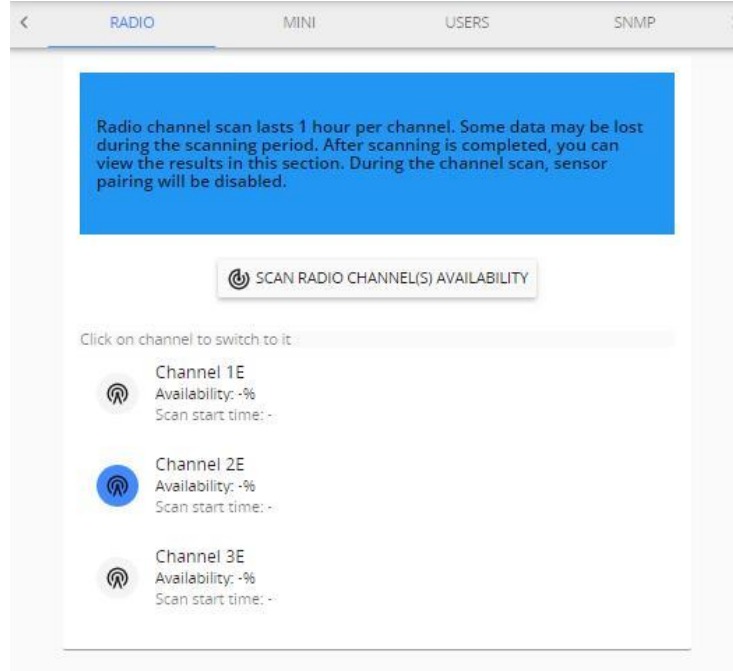 RADIO MINI USERS SNMP
Radio channel scan lasts 1 hour per channel. Some data may be lost
during the scanning period. After scanning is completed, you can
view the results in this section. During the channel scan, sensor
pairing will be disabled.
SCAN RADIO CHANNEL(S) AVAILABILITY
Click on channel to switch to it
Channel 1E
Availability: -%
Scan start time: -
Channel 2E
Availability: -%
Scan start time: -
Channel 3E
Availability: -%
Scan start time: -